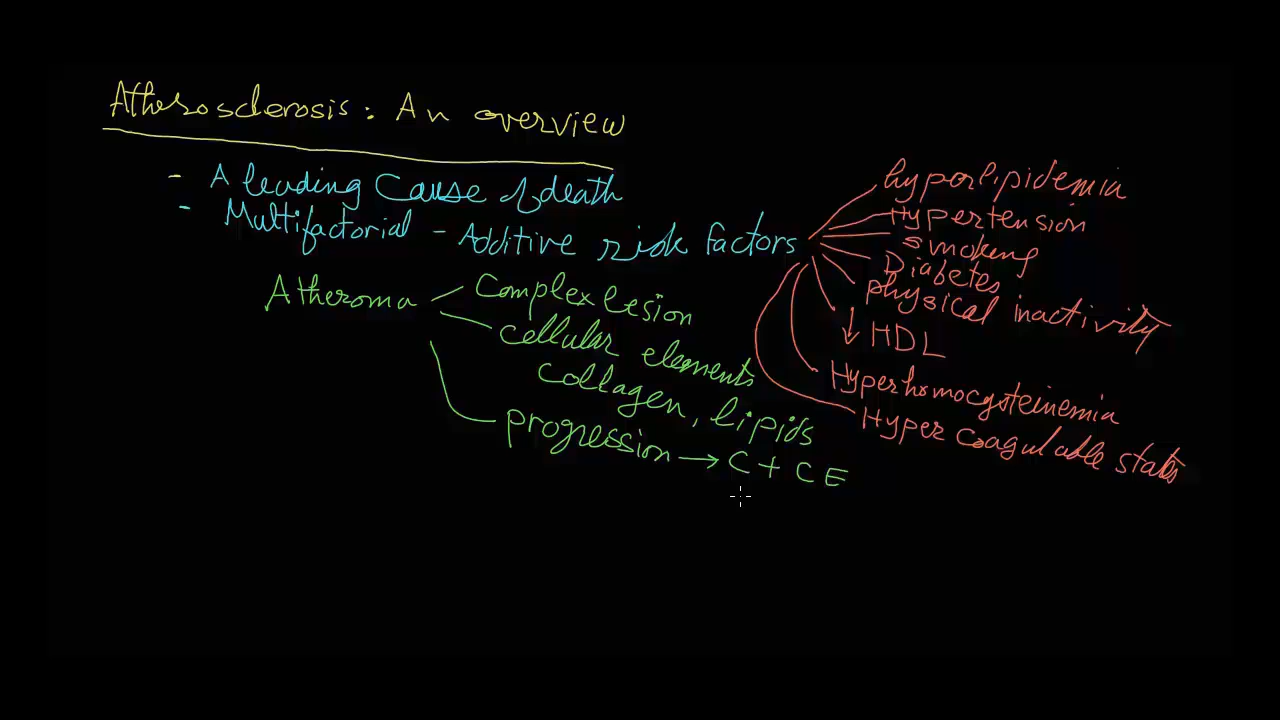 Atherosclerosis: An overview
- A leading cause of death
- Multifactorial - Additive risk factors
hyperlipidemia
Hypertension
smoking
Diabetes
physical inactivity
↓ HDL
Hyperhomocysteinemia
Hyper coagulable states
Atheroma
Complex lesion
cellular elements
collagen, lipids
progression → C + CE